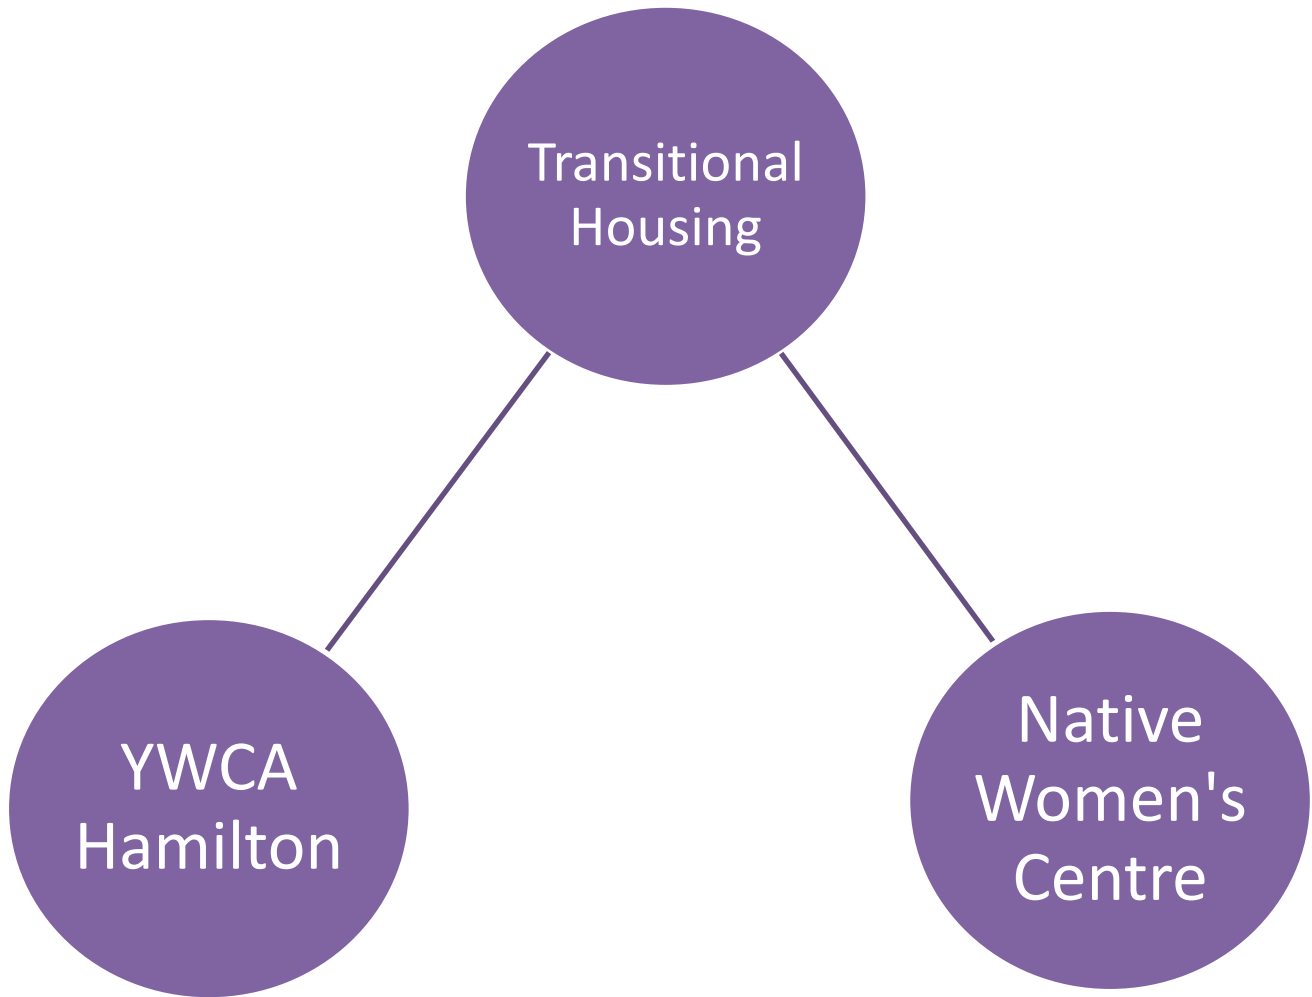 Transitional
Housing
YWCA
Hamilton
Native
Women's
Centre